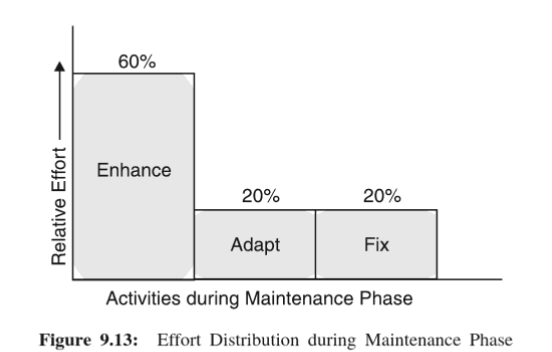 60%
Enhance
20%
20%
Adapt
Fix
Relative Effort
Activities during Maintenance Phase
Figure 9.13: Effort Distribution during Maintenance Phase